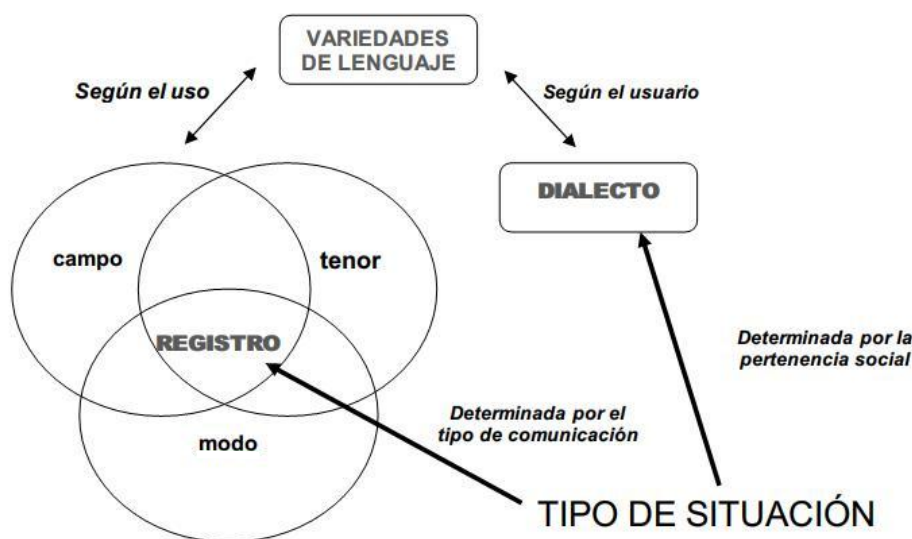 VARIEDADES
DE LENGUAJE
Según el uso
Según el usuario
DIALECTO
campo
tenor
REGISTRO
Determinada por la
pertenencia social
Determinada por el
tipo de comunicación
modo
TIPO DE SITUACIÓN